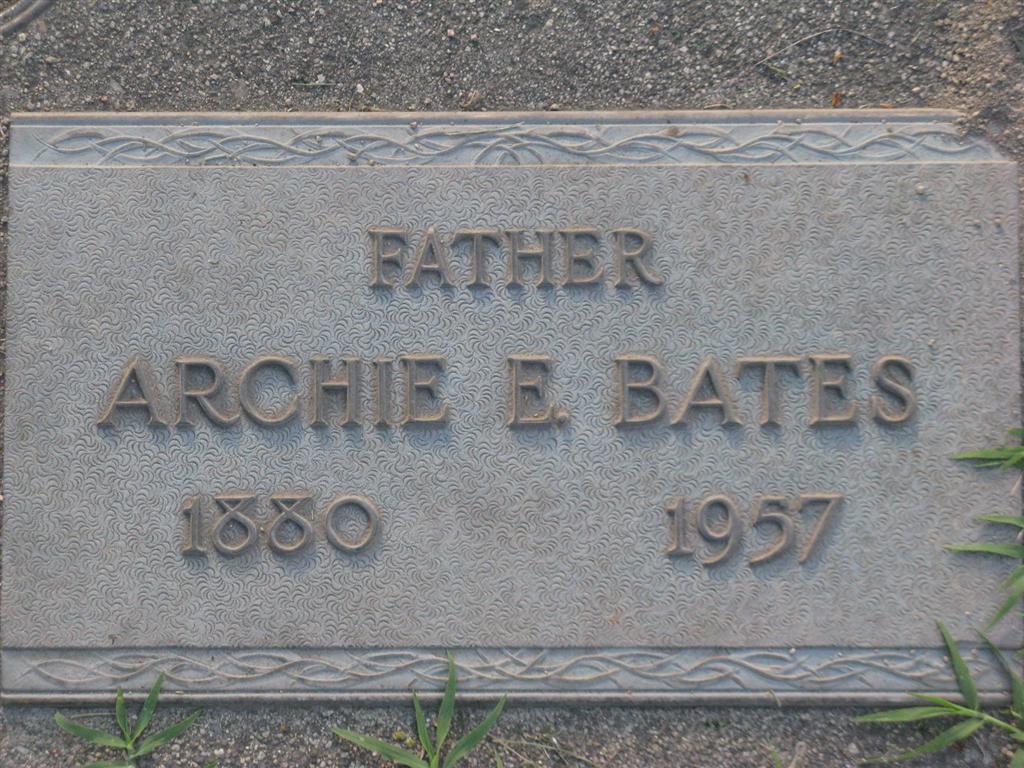 FATHER
ARCHIE E. BATES
1880 1957